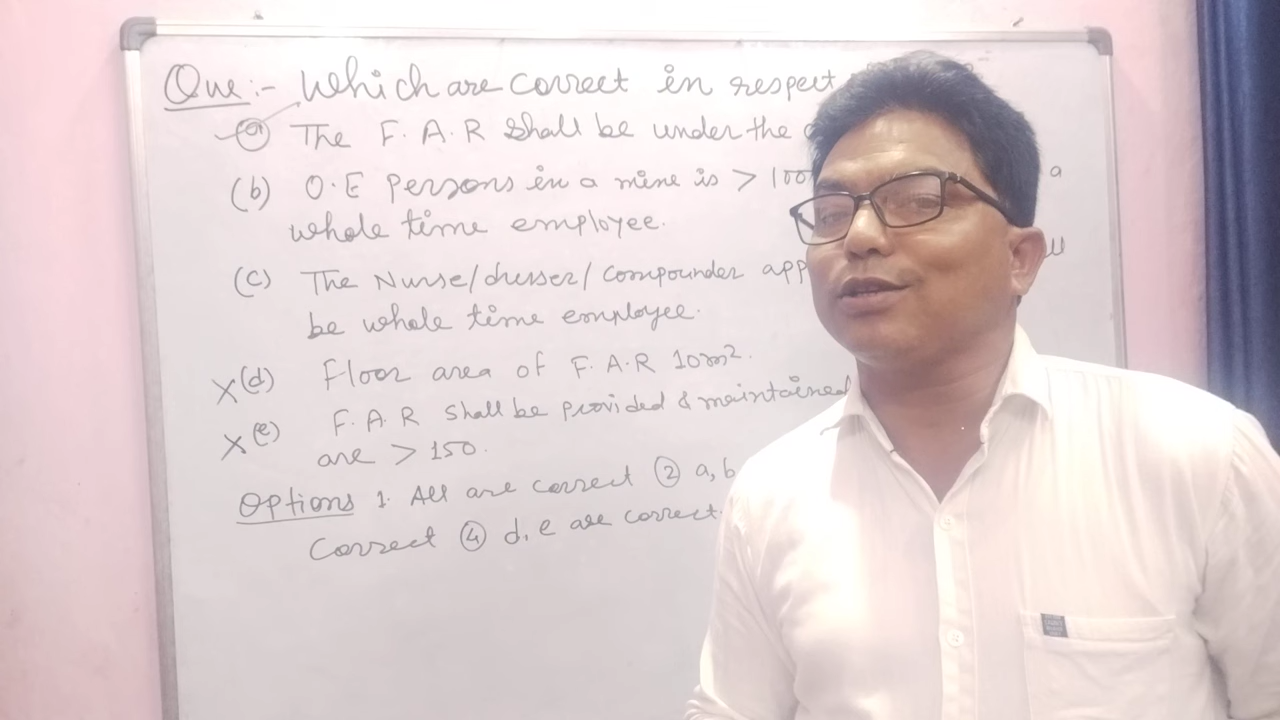 Que:- Which are correct in respect
(a) The F.A.R shall be under the
(b) O.E persons in a mine is > 100 a
whole time employee.
(c) The Nurse/dresser/compounder app
be whole time employee.
X(d) Floor area of F.A.R 10m².
X(e) F.A.R shall be provided & maintained
are > 150.
Options 1. All are correct ② a, b
correct ④ d, e are correct.